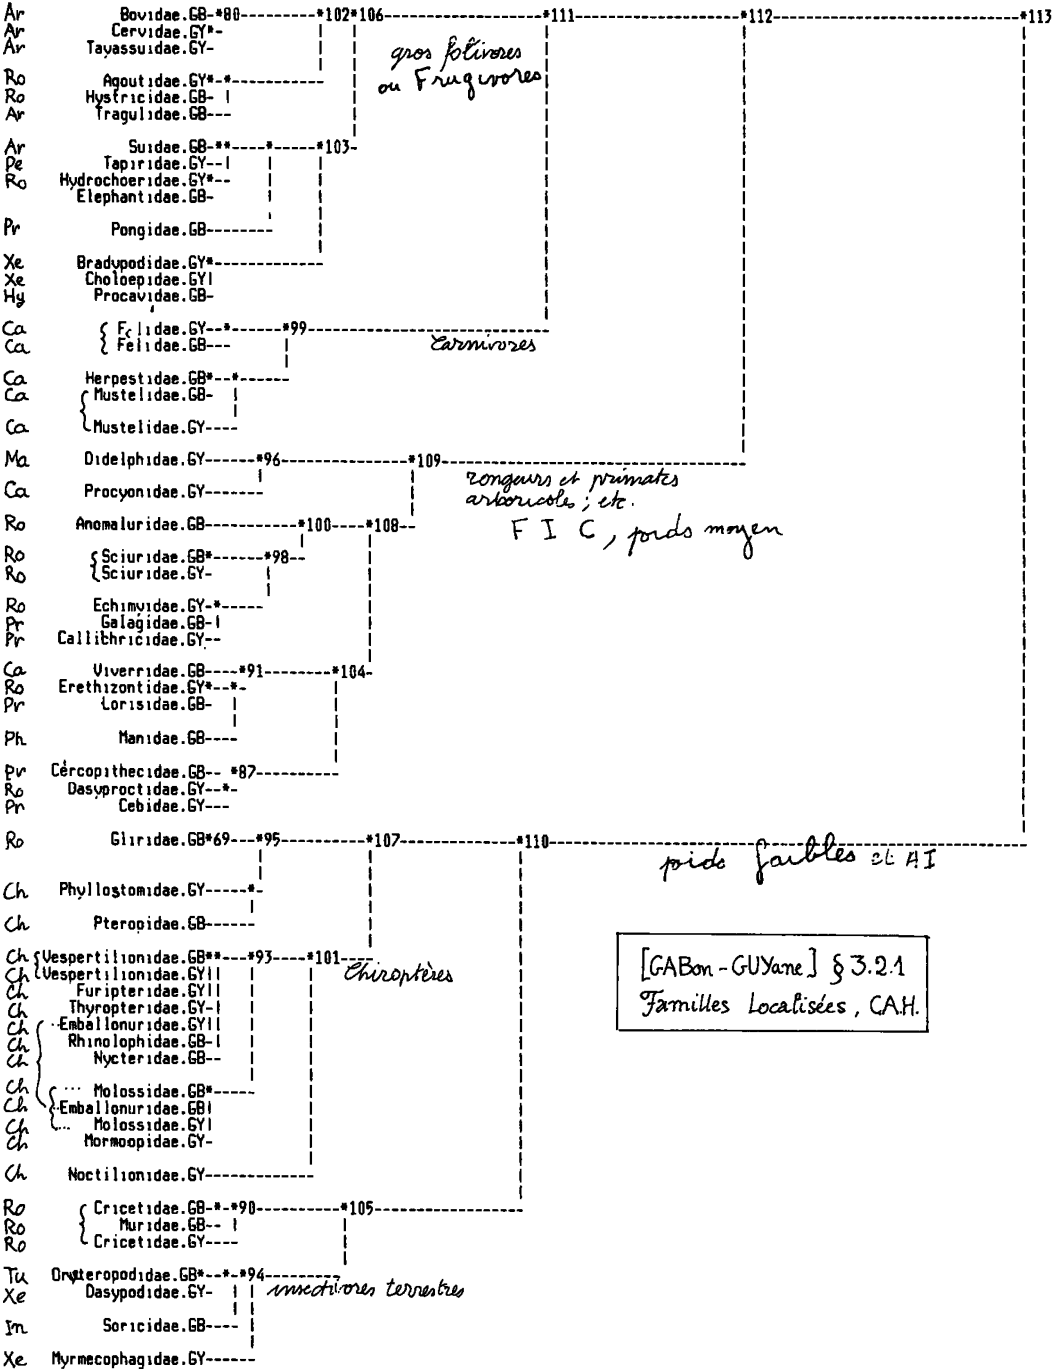 Ar Bovidae.GB-*80----------*102*106-----------------------*111-----------------------*112---------------------------------*113
Ar Cervidae.GY*-
Ar Tayassuidae.GY-
gros folivores
ou Frugivores
Ro Agoutidae.GY*-*
Ro Hystricidae.GB-
Ar Tragulidae.GB---
Ar Suidae.GB-**----*-----*103-
Pe Tapiridae.GY--
Ro Hydrochoeridae.GY*--
Elephantidae.GB-
Pr Pongidae.GB--------
Xe Bradypodidae.GY*------------
Xe Choloepidae.GY
Hy Procavidae.GB-
Ca Felidae.GY--*------*99
Ca Felidae.GB---
Carnivores
Ca Herpestidae.GB*--*------
Ca Mustelidae.GB-
Ca Mustelidae.GY----
Ma Didelphidae.GY------*96----------------*109
Ca Procyonidae.GY-------
rongeurs et primates
arboricoles ; etc.
F I C, poids moyen
Ro Anomaluridae.GB-----------*100----*108--
Ro Sciuridae.GB*------*98--
Ro Sciuridae.GY-
Ro Echimyidae.GY-*-----
Pr Galagidae.GB-
Pr Callithricidae.GY--
Ca Viverridae.GB----*91--------*104-
Ro Erethizontidae.GY*--*-
Pr Lorisidae.GB-
Ph Manidae.GB----
Pr Cercopithecidae.GB-- *87----------
Ro Dasyproctidae.GY--*-
Pr Cebidae.GY---
Ro Gliridae.GB*69---*95----------*107-------------*110
poids faibles et AI
Ch Phyllostomidae.GY-----*-
Ch Pteropidae.GB------
Ch Vespertilionidae.GB**---*93----*101----
Ch Vespertilionidae.GY
Chiroptères
Ch Furipteridae.GY
Ch Thyropteridae.GY-
Ch Emballonuridae.GY
Ch Rhinolophidae.GB-
Ch Nycteridae.GB--
Ch ... Molossidae.GB*-----
Ch Emballonuridae.GB
Ch ... Molossidae.GY
Ch Mormoopidae.GY-
Ch Noctilionidae.GY-------------
[GABon-GUYane] § 3.2.1
Familles Localisées, C.A.H.
Ro Cricetidae.GB-*-*90----------*105
Ro Muridae.GB--
Ro Cricetidae.GY----
Tu Orycteropodidae.GB*--*-*94
Xe Dasypodidae.GY-
insectivores terrestres
In Soricidae.GB----
Xe Myrmecophagidae.GY------